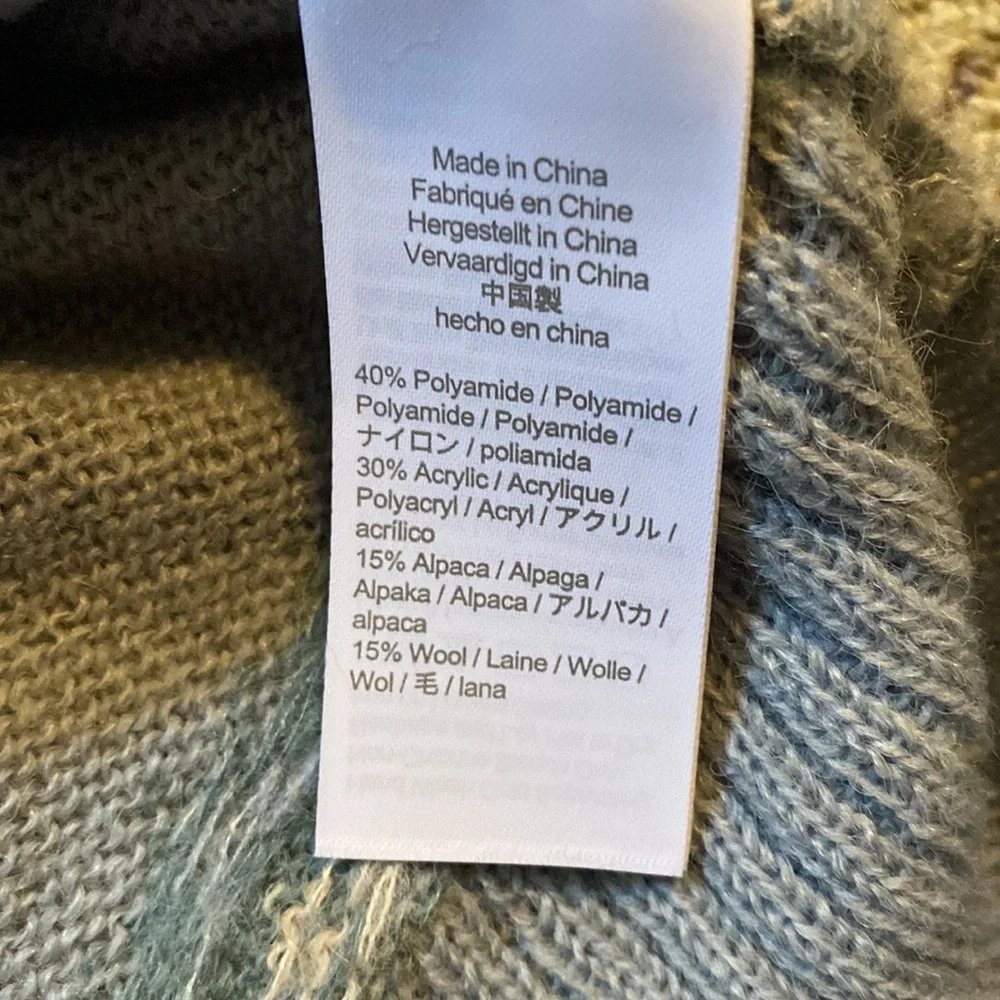 Made in China
Fabriqué en Chine
Hergestellt in China
Vervaardigd in China
中国製
hecho en china
40% Polyamide / Polyamide /
Polyamide / Polyamide /
ナイロン / poliamida
30% Acrylic / Acrylique /
Polyacryl / Acryl / アクリル /
acrílico
15% Alpaca / Alpaga /
Alpaka / Alpaca / アルパカ /
alpaca
15% Wool / Laine / Wolle /
Wol / 毛 / lana